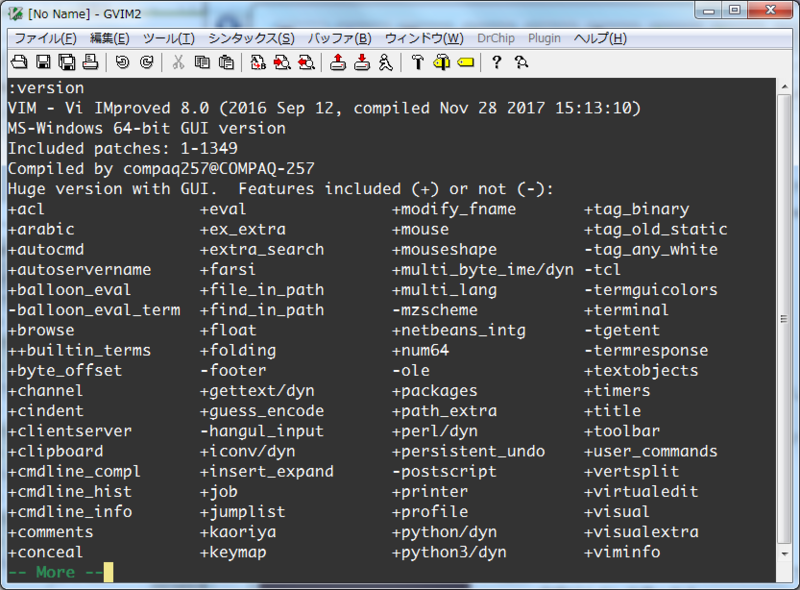 [No Name] - GVIM2
ファイル(F) 編集(E) ツール(T) シンタックス(S) バッファ(B) ウィンドウ(W) DrChip Plugin ヘルプ(H)
:version
VIM - Vi IMproved 8.0 (2016 Sep 12, compiled Nov 28 2017 15:13:10)
MS-Windows 64-bit GUI version
Included patches: 1-1349
Compiled by compaq257@COMPAQ-257
Huge version with GUI.  Features included (+) or not (-):
+acl +eval +modify_fname +tag_binary
+arabic +ex_extra +mouse +tag_old_static
+autocmd +extra_search +mouseshape -tag_any_white
+autoservername +farsi +multi_byte_ime/dyn -tcl
+balloon_eval +file_in_path +multi_lang -termguicolors
-balloon_eval_term +find_in_path -mzscheme +terminal
+browse +float +netbeans_intg -tgetent
++builtin_terms +folding +num64 -termresponse
+byte_offset -footer -ole +textobjects
+channel +gettext/dyn +packages +timers
+cindent +guess_encode +path_extra +title
+clientserver -hangul_input +perl/dyn +toolbar
+clipboard +iconv/dyn +persistent_undo +user_commands
+cmdline_compl +insert_expand -postscript +vertsplit
+cmdline_hist +job +printer +virtualedit
+cmdline_info +jumplist +profile +visual
+comments +kaoriya +python/dyn +visualextra
+conceal +keymap +python3/dyn +viminfo
-- More --